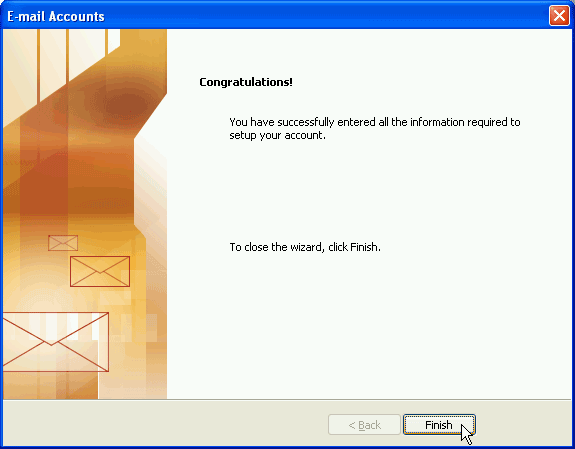 E-mail Accounts
Congratulations!
You have successfully entered all the information required to
setup your account.
To close the wizard, click Finish.
< Back
Finish